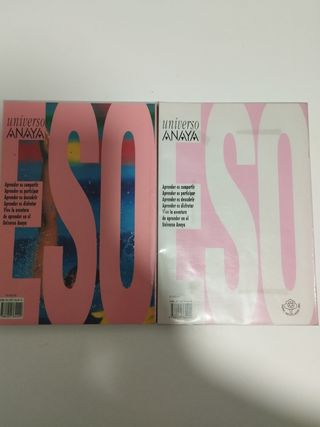 universo
ANAYA
ESO
Aprender es compartir
Aprender es participar
Aprender es descubrir
Aprender es disfrutar
Vive la aventura
de aprender en el
Universo Anaya
universo
ANAYA
ESO
Aprender es compartir
Aprender es participar
Aprender es descubrir
Aprender es disfrutar
Vive la aventura
de aprender en el
Universo Anaya